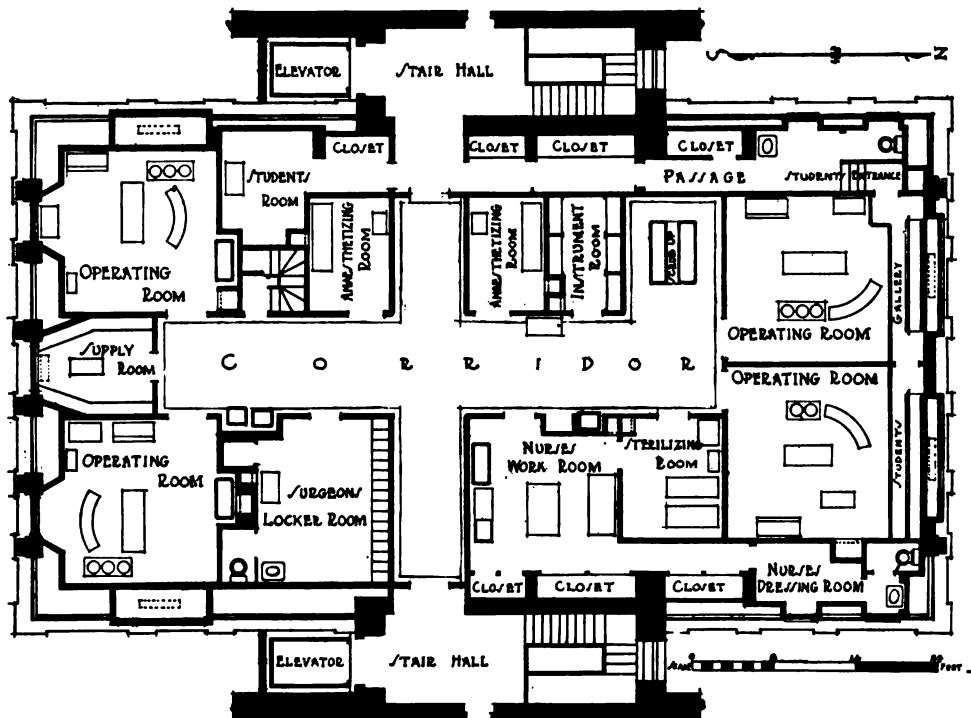 ELEVATOR
STAIR HALL
S
N
CLOSET
CLOSET
CLOSET
CLOSET
PASSAGE
STUDENTS ENTRANCE
STUDENTS
ROOM
ANAESTHETIZING
ROOM
ANAESTHETIZING
ROOM
INSTRUMENT
ROOM
OPERATING
ROOM
OPERATING ROOM
GALLERY
SUPPLY
ROOM
CORRIDOR
OPERATING ROOM
STUDENTS
OPERATING
ROOM
SURGEONS
LOCKER ROOM
NURSES
WORK ROOM
STERILIZING
ROOM
NURSES
DRESSING ROOM
CLOSET
CLOSET
CLOSET
ELEVATOR
STAIR HALL
SCALE
FEET